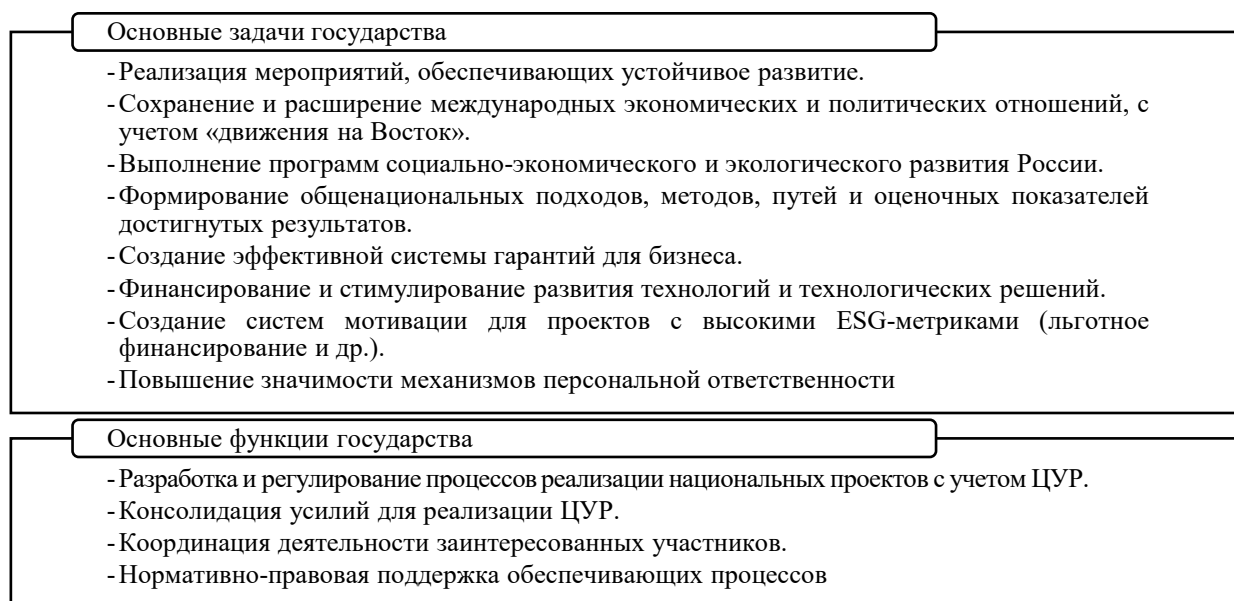 Основные задачи государства
-Реализация мероприятий, обеспечивающих устойчивое развитие.
-Сохранение и расширение международных экономических и политических отношений, с
учетом «движения на Восток».
-Выполнение программ социально-экономического и экологического развития России.
-Формирование общенациональных подходов, методов, путей и оценочных показателей
достигнутых результатов.
-Создание эффективной системы гарантий для бизнеса.
-Финансирование и стимулирование развития технологий и технологических решений.
-Создание систем мотивации для проектов с высокими ESG-метриками (льготное
финансирование и др.).
-Повышение значимости механизмов персональной ответственности
Основные функции государства
-Разработка и регулирование процессов реализации национальных проектов с учетом ЦУР.
-Консолидация усилий для реализации ЦУР.
-Координация деятельности заинтересованных участников.
-Нормативно-правовая поддержка обеспечивающих процессов